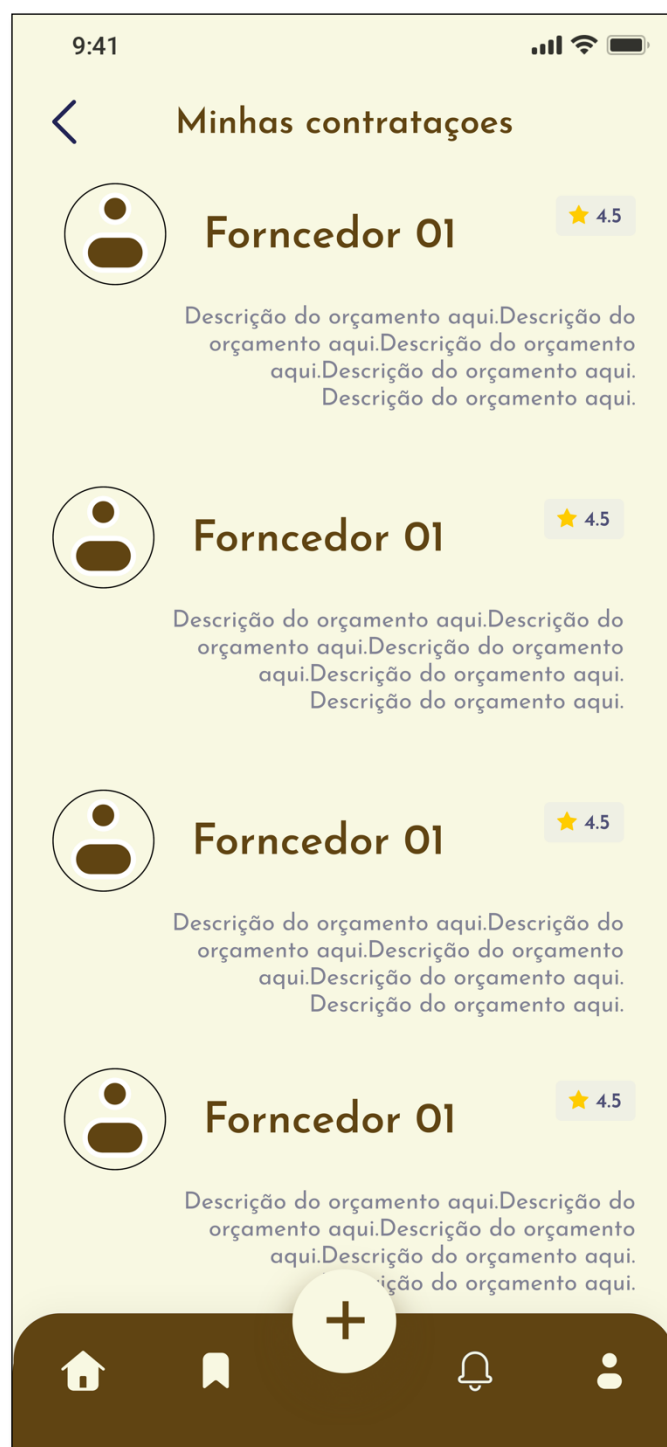 9:41
Minhas contrataçoes
Forncedor 01
4.5
Descrição do orçamento aqui.Descrição do
orçamento aqui.Descrição do orçamento
aqui.Descrição do orçamento aqui.
Descrição do orçamento aqui.
Forncedor 01
4.5
Descrição do orçamento aqui.Descrição do
orçamento aqui.Descrição do orçamento
aqui.Descrição do orçamento aqui.
Descrição do orçamento aqui.
Forncedor 01
4.5
Descrição do orçamento aqui.Descrição do
orçamento aqui.Descrição do orçamento
aqui.Descrição do orçamento aqui.
Descrição do orçamento aqui.
Forncedor 01
4.5
Descrição do orçamento aqui.Descrição do
orçamento aqui.Descrição do orçamento
aqui.Descrição do orçamento aqui.
do orçamento aqui.